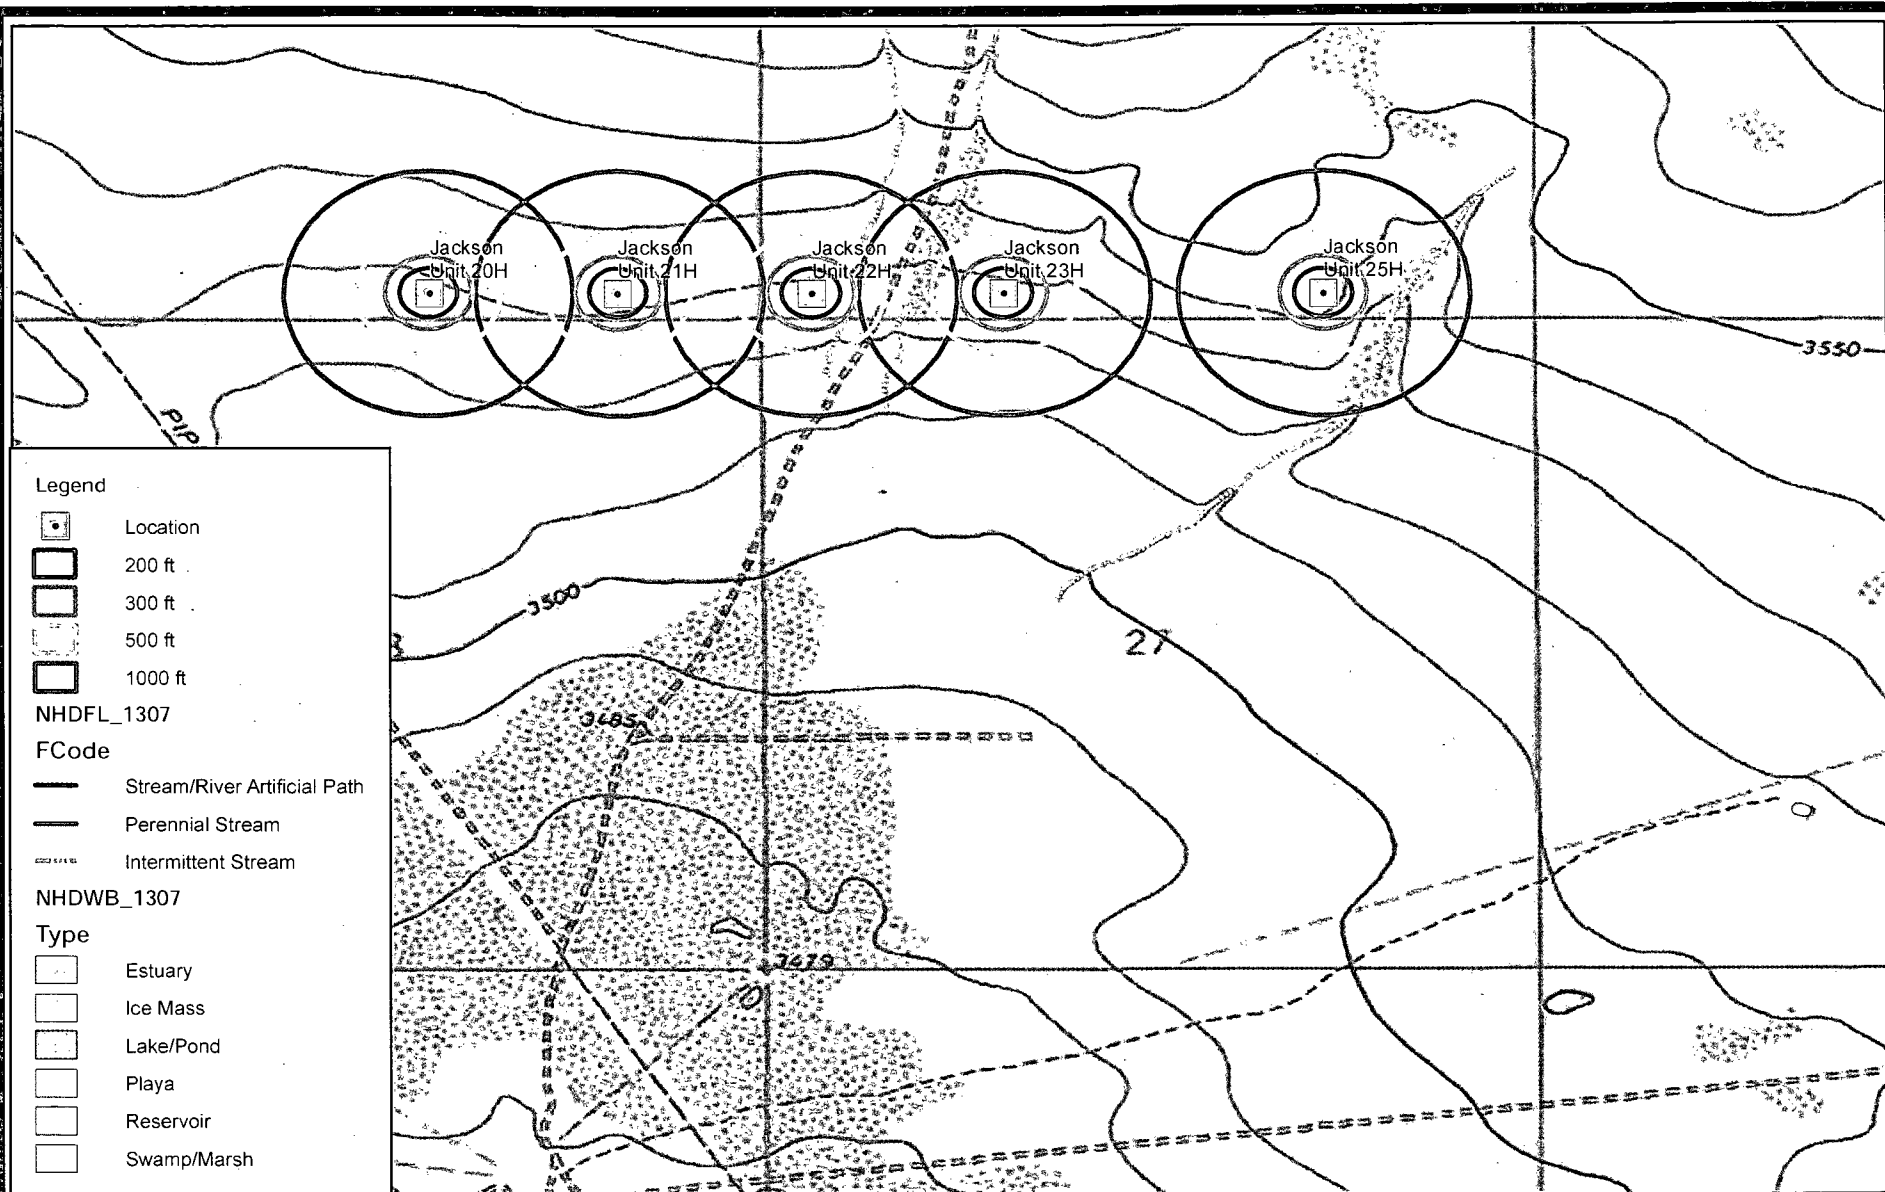 Jackson
Unit 20H
Jackson
Unit 21H
Jackson
Unit 22H
Jackson
Unit 23H
Jackson
Unit 25H
3550
PIP
Legend
Location
200 ft
300 ft
500 ft
1000 ft
NHDFL_1307
FCode
Stream/River Artificial Path
Perennial Stream
Intermittent Stream
NHDWB_1307
Type
Estuary
Ice Mass
Lake/Pond
Playa
Reservoir
Swamp/Marsh
3500
27
3485
3479